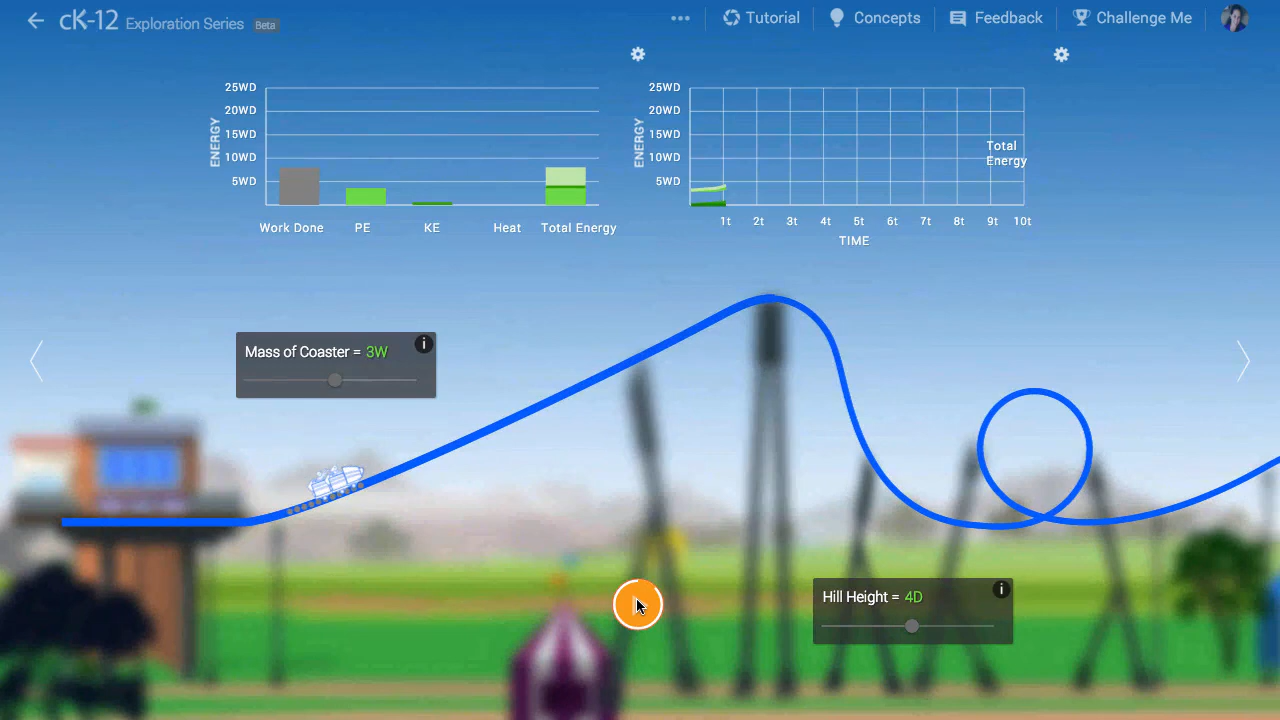 cK-12 Exploration Series Beta
••• Tutorial Concepts Feedback Challenge Me
25WD
20WD
15WD
10WD
5WD
ENERGY
Work Done PE KE Heat Total Energy
25WD
20WD
15WD
10WD
5WD
ENERGY
Total
Energy
1t 2t 3t 4t 5t 6t 7t 8t 9t 10t
TIME
Mass of Coaster = 3W i
Hill Height = 4D i